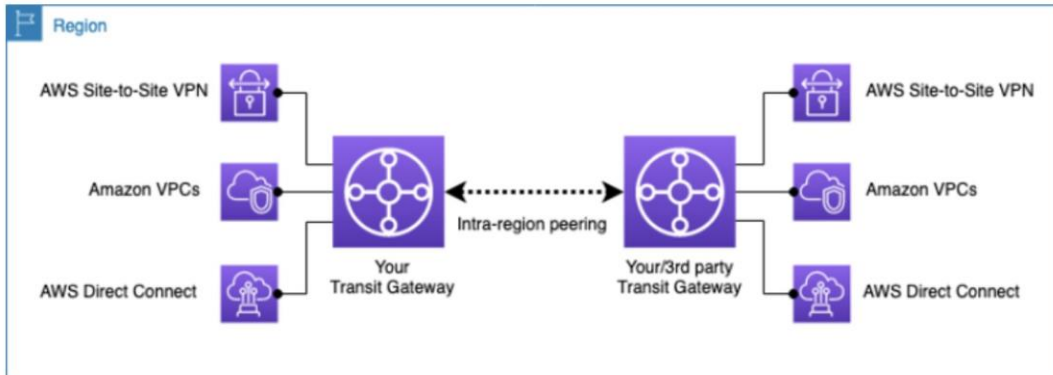 Region
AWS Site-to-Site VPN
Amazon VPCs
AWS Direct Connect
Your
Transit Gateway
Intra-region peering
Your/3rd party
Transit Gateway
AWS Site-to-Site VPN
Amazon VPCs
AWS Direct Connect